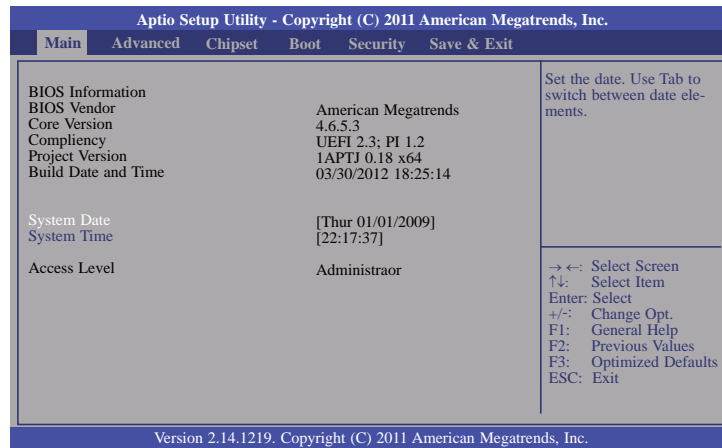 Aptio Setup Utility - Copyright (C) 2011 American Megatrends, Inc.
Main Advanced Chipset Boot Security Save & Exit
BIOS Information
BIOS Vendor American Megatrends
Core Version 4.6.5.3
Compliency UEFI 2.3; PI 1.2
Project Version 1APTJ 0.18 x64
Build Date and Time 03/30/2012 18:25:14
System Date [Thur 01/01/2009]
System Time [22:17:37]
Access Level Administraor
Set the date. Use Tab to
switch between date ele-
ments.
→ ←: Select Screen
↑↓: Select Item
Enter: Select
+/-: Change Opt.
F1: General Help
F2: Previous Values
F3: Optimized Defaults
ESC: Exit
Version 2.14.1219. Copyright (C) 2011 American Megatrends, Inc.